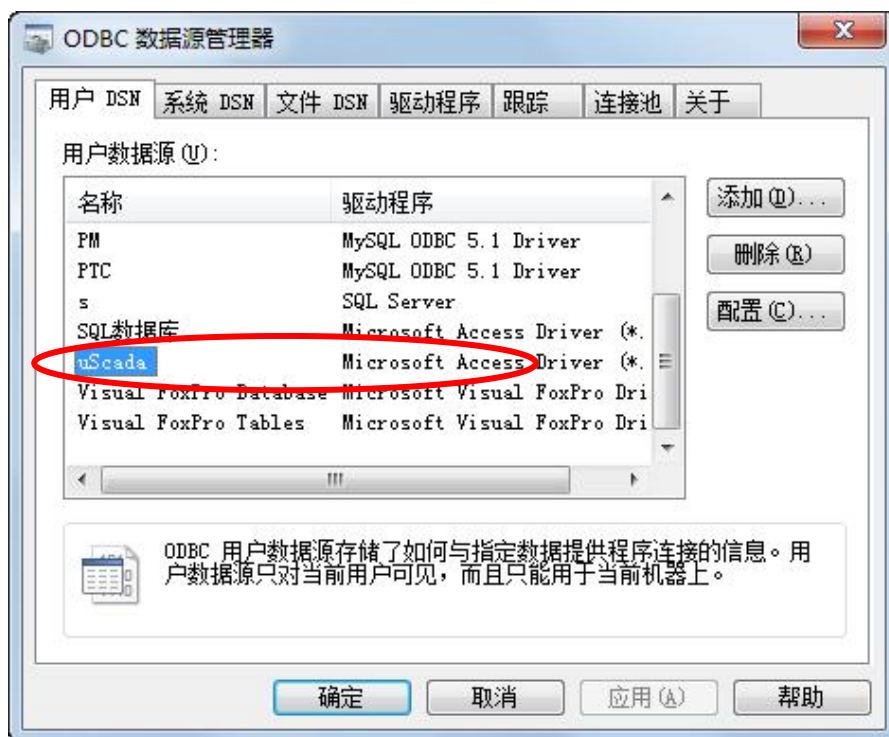 ODBC 数据源管理器
用户 DSN 系统 DSN 文件 DSN 驱动程序 跟踪 连接池 关于
用户数据源(U):
名称 驱动程序
添加(D)...
PM MySQL ODBC 5.1 Driver
删除(R)
PTC MySQL ODBC 5.1 Driver
s SQL Server
配置(C)...
SQL数据库 Microsoft Access Driver (*.
uScada Microsoft Access Driver (*.
Visual FoxPro Database Microsoft Visual FoxPro Dri
Visual FoxPro Tables Microsoft Visual FoxPro Dri
ODBC 用户数据源存储了如何与指定数据提供程序连接的信息。用
户数据源只对当前用户可见，而且只能用于当前机器上。
确定 取消 应用(A) 帮助